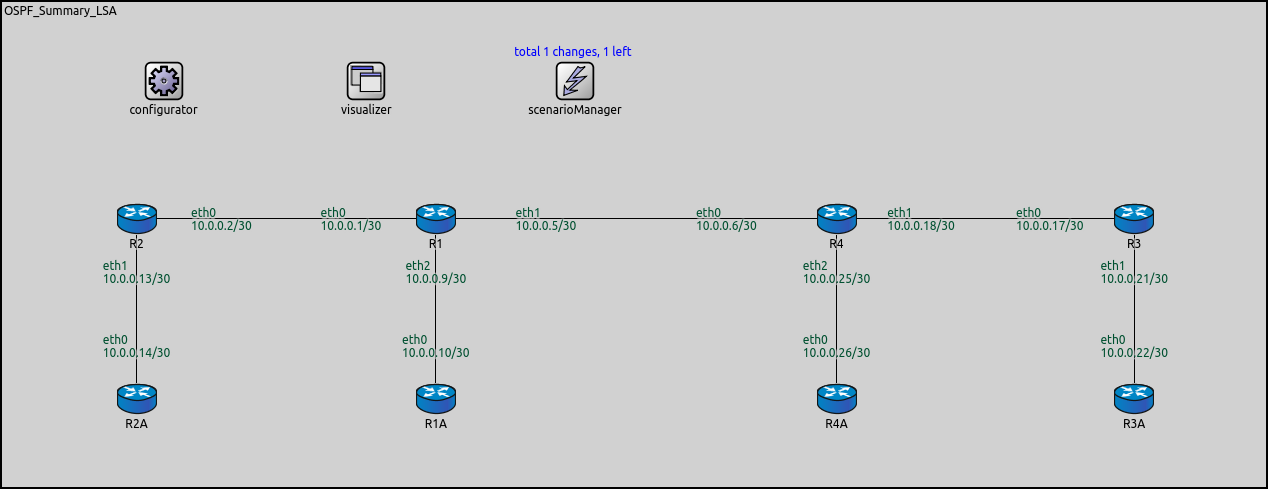 OSPF_Summary_LSA
total 1 changes, 1 left
configurator
visualizer
scenarioManager
eth0
10.0.0.2/30
eth0
10.0.0.1/30
eth1
10.0.0.5/30
eth0
10.0.0.6/30
eth1
10.0.0.18/30
eth0
10.0.0.17/30
R2
R1
R4
R3
eth1
10.0.0.13/30
eth2
10.0.0.9/30
eth2
10.0.0.25/30
eth1
10.0.0.21/30
eth0
10.0.0.14/30
eth0
10.0.0.10/30
eth0
10.0.0.26/30
eth0
10.0.0.22/30
R2A
R1A
R4A
R3A